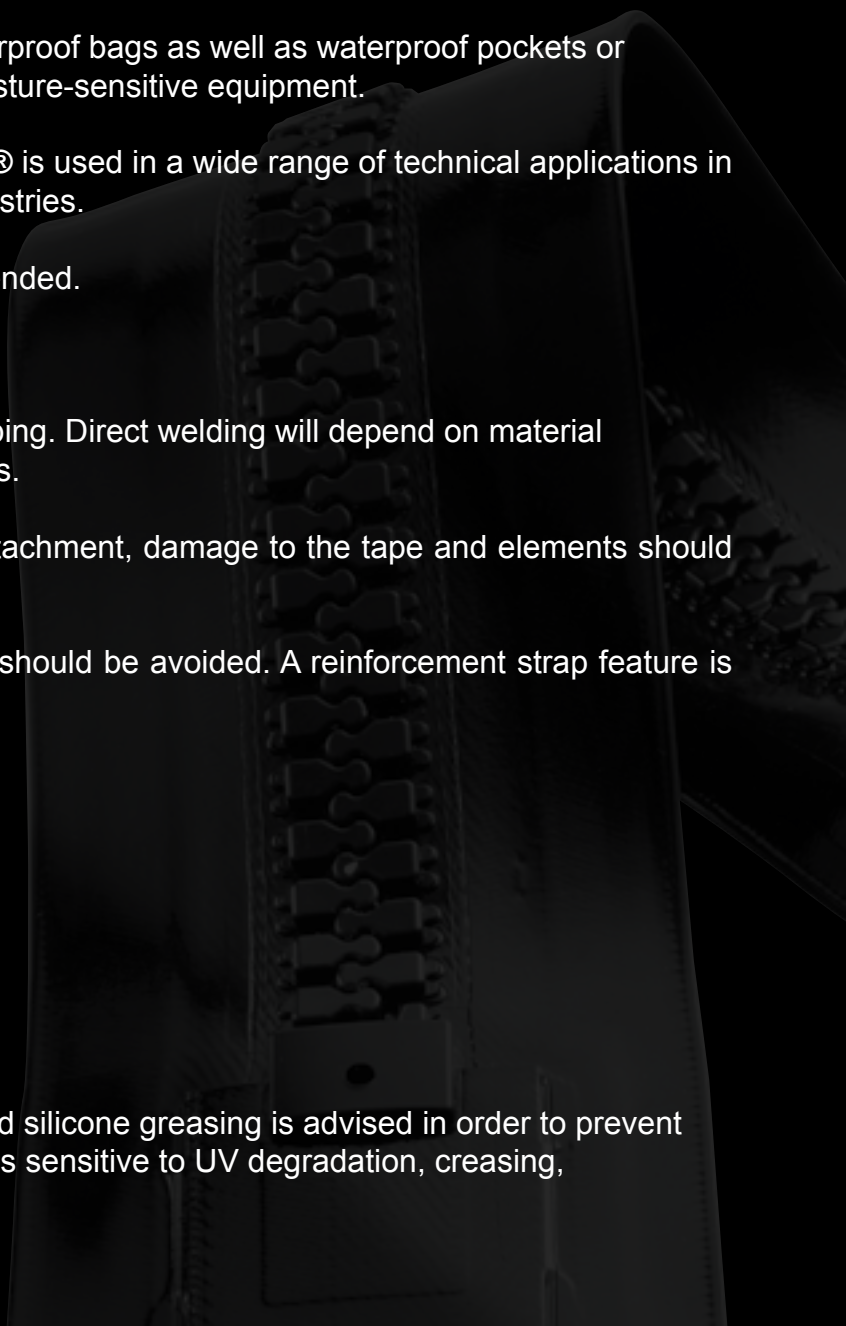 rproof bags as well as waterproof pockets or
sture-sensitive equipment.
® is used in a wide range of technical applications in
stries.
nded.
ping. Direct welding will depend on material
s.
tachment, damage to the tape and elements should
should be avoided. A reinforcement strap feature is
d silicone greasing is advised in order to prevent
s sensitive to UV degradation, creasing,